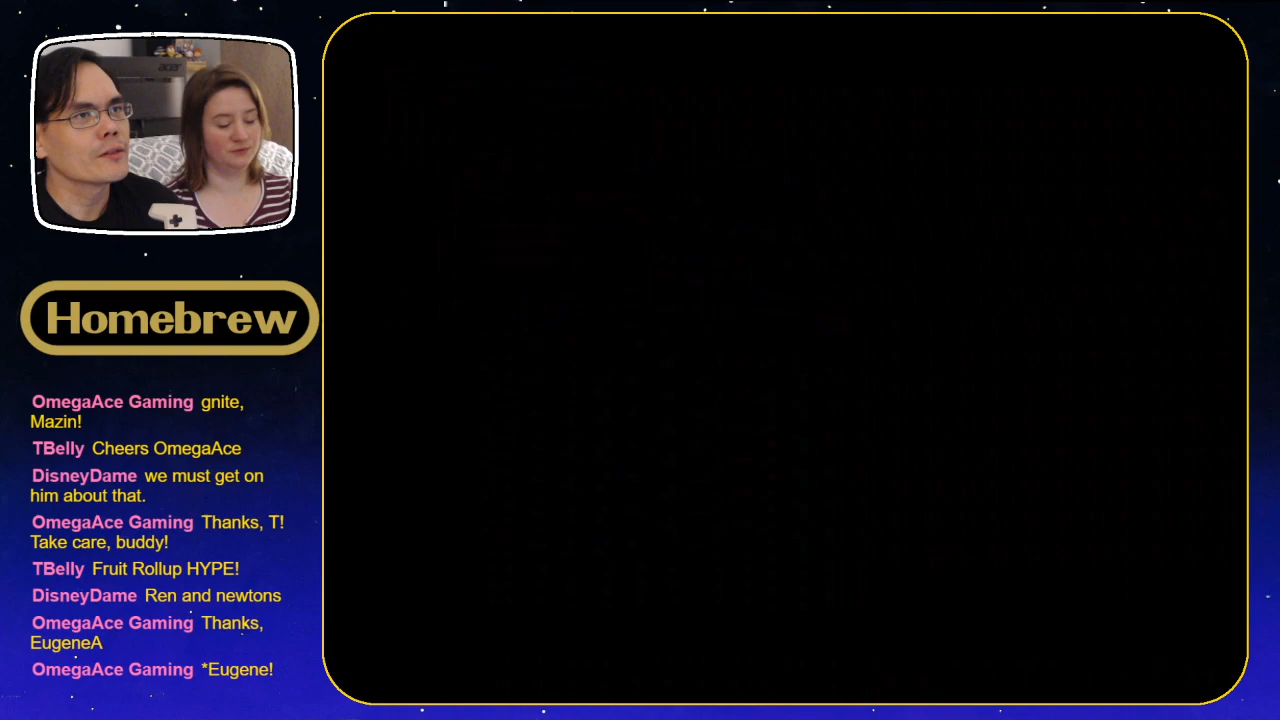 acer
Homebrew
OmegaAce Gaming gnite,
Mazin!
TBelly Cheers OmegaAce
DisneyDame we must get on
him about that.
OmegaAce Gaming Thanks, T!
Take care, buddy!
TBelly Fruit Rollup HYPE!
DisneyDame Ren and newtons
OmegaAce Gaming Thanks,
EugeneA
OmegaAce Gaming *Eugene!